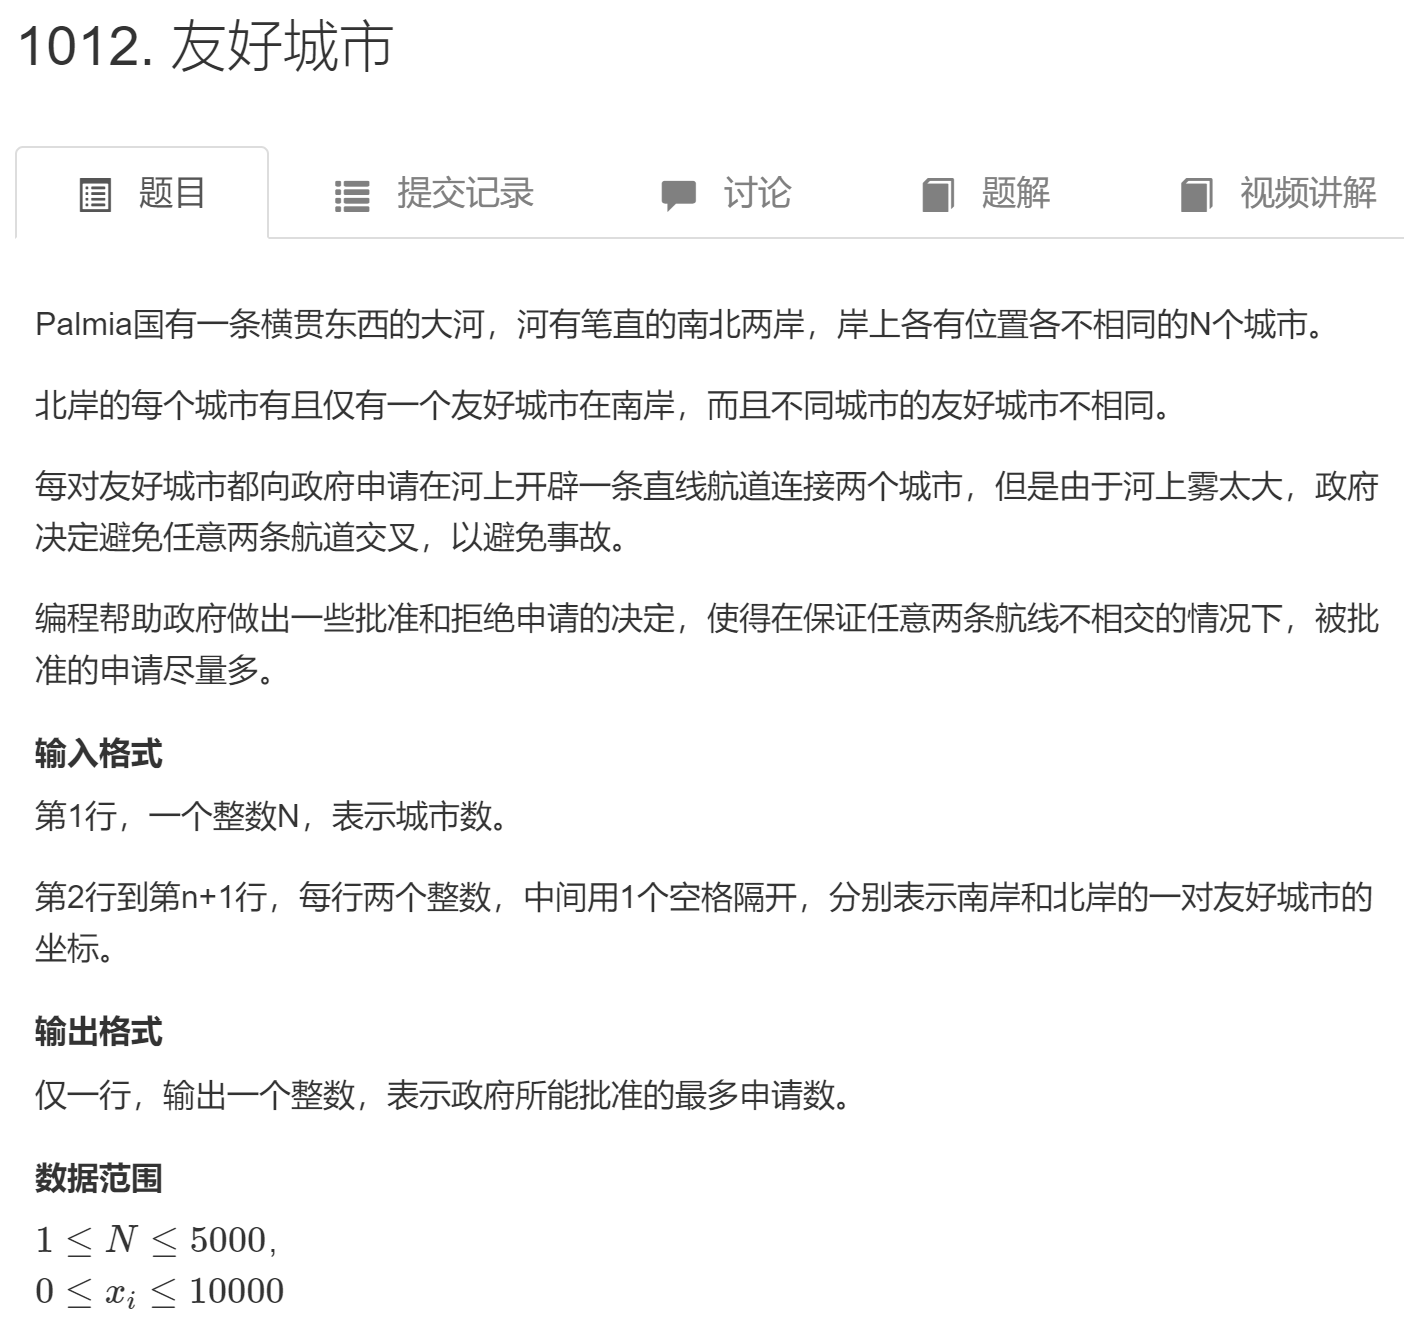 1012. 友好城市
题目 提交记录 讨论 题解 视频讲解
Palmia国有一条横贯东西的大河，河有笔直的南北两岸，岸上各有位置各不相同的N个城市。
北岸的每个城市有且仅有一个友好城市在南岸，而且不同城市的友好城市不相同。
每对友好城市都向政府申请在河上开辟一条直线航道连接两个城市，但是由于河上雾太大，政府
决定避免任意两条航道交叉，以避免事故。
编程帮助政府做出一些批准和拒绝申请的决定，使得在保证任意两条航线不相交的情况下，被批
准的申请尽量多。
输入格式
第1行，一个整数N，表示城市数。
第2行到第n+1行，每行两个整数，中间用1个空格隔开，分别表示南岸和北岸的一对友好城市的
坐标。
输出格式
仅一行，输出一个整数，表示政府所能批准的最多申请数。
数据范围
1 ≤ N ≤ 5000,
0 ≤ xi ≤ 10000